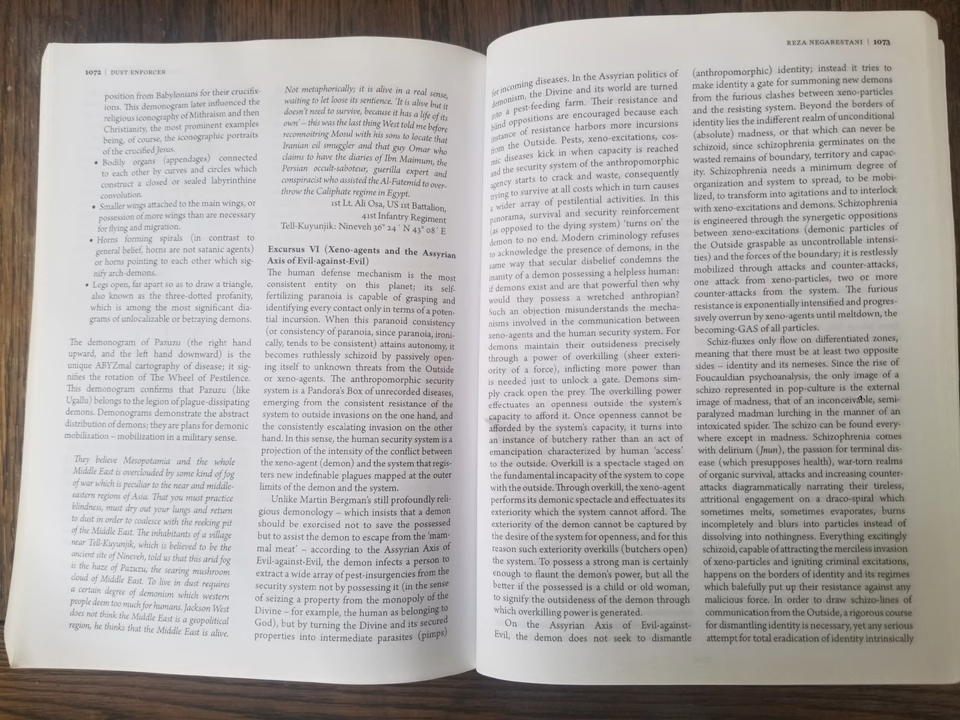 1072 | DUST ENFORCER
position from Babylonians for their crucifix-
ions. This demonogram later influenced the
religious iconography of Mithraism and then
Christianity, the most prominent examples
being, of course, the iconographic portraits
of the crucified Jesus.
• Bodily organs (appendages) connected
to each other by curves and circles which
construct a closed or sealed labyrinthine
convolution.
• Smaller wings attached to the main wings, or
possession of more wings than are necessary
for flying and migration.
• Horns forming spirals (in contrast to
general belief, horns are not satanic agents)
or horns pointing to each other which sig-
nify arch-demons.
• Legs open, far apart so as to draw a triangle,
also known as the three-dotted profanity,
which is among the most significant dia-
grams of unlocalizable or betraying demons.
The demonogram of Pazuzu (the right hand
upward, and the left hand downward) is the
unique ABYZmal cartography of disease; it sig-
nifies the rotation of The Wheel of Pestilence.
This demonogram confirms that Pazuzu (like
Ugallu) belongs to the legion of plague-dissipating
demons. Demonograms demonstrate the abstract
distribution of demons; they are plans for demonic
mobilization – mobilization in a military sense.
They believe Mesopotamia and the whole
Middle East is overclouded by some kind of fog
of war which is peculiar to the near and middle-
eastern regions of Asia. That you must practice
blindness, must dry out your lungs and return
to dust in order to coalesce with the reeking pit
of the Middle East. The inhabitants of a village
near Tell-Kuyunjik, which is believed to be the
ancient site of Nineveh, told us that this arid fog
is the haze of Pazuzu, the searing mushroom
cloud of Middle East. To live in dust requires
a certain degree of demonism which western
people deem too much for humans. Jackson West
does not think the Middle East is a geopolitical
region, he thinks that the Middle East is alive.
Not metaphorically; it is alive in a real sense,
waiting to let loose its sentience. 'It is alive but it
doesn't need to survive, because it has a life of its
own' – this was the last thing West told me before
reconnoitring Mosul with his sons to locate that
Iranian oil smuggler and that guy Omar who
claims to have the diaries of Ibn Maimum, the
Persian occult-saboteur, guerilla expert and
conspiracist who assisted the Al-Fatemid to over-
throw the Caliphate regime in Egypt.
1st Lt. Ali Osa, US 1st Battalion,
41st Infantry Regiment
Tell-Kuyunjik: Nineveh 36° 24´ N 43° 08´ E
Excursus VI (Xeno-agents and the Assyrian
Axis of Evil-against-Evil)
The human defense mechanism is the most
consistent entity on this planet; its self-
fertilizing paranoia is capable of grasping and
identifying every contact only in terms of a poten-
tial incursion. When this paranoid consistency
(or consistency of paranoia, since paranoia, ironi-
cally, tends to be consistent) attains autonomy, it
becomes ruthlessly schizoid by passively open-
ing itself to unknown threats from the Outside
or xeno-agents. The anthropomorphic security
system is a Pandora's Box of unrecorded diseases,
emerging from the consistent resistance of the
system to outside invasions on the one hand, and
the consistently escalating invasion on the other
hand. In this sense, the human security system is a
projection of the intensity of the conflict between
the xeno-agent (demon) and the system that regis-
ters new indefinable plagues mapped at the outer
limits of the demon and the system.
Unlike Martin Bergman's still profoundly reli-
gious demonology – which insists that a demon
should be exorcised not to save the possessed
but to assist the demon to escape from the 'mam-
mal meat' – according to the Assyrian Axis of
Evil-against-Evil, the demon infects a person to
extract a wide array of pest-insurgencies from the
security system not by possessing it (in the sense
of seizing a property from the monopoly of the
Divine – for example, the human as belonging to
God), but by turning the Divine and its secured
properties into intermediate parasites (pimps)
REZA NEGARESTANI | 1073
for incoming diseases. In the Assyrian politics of
demonism, the Divine and its world are turned
into a pest-feeding farm. Their resistance and
blind oppositions are encouraged because each
instance of resistance harbors more incursions
from the Outside. Pests, xeno-excitations, cos-
mic diseases kick in when capacity is reached
and the security system of the anthropomorphic
agency starts to crack and waste, consequently
trying to survive at all costs which in turn causes
a wider array of pestilential activities. In this
panorama, survival and security reinforcement
(as opposed to the dying system) 'turns on' the
demon to no end. Modern criminology refuses
to acknowledge the presence of demons, in the
same way that secular disbelief condemns the
inanity of a demon possessing a helpless human:
if demons exist and are that powerful then why
would they possess a wretched anthropian?
Such an objection misunderstands the mecha-
nisms involved in the communication between
xeno-agents and the human security system. For
demons maintain their outsideness precisely
through a power of overkilling (sheer exteri-
ority of a force), inflicting more power than
is needed just to unlock a gate. Demons sim-
ply crack open the prey. The overkilling power
effectuates an openness outside the system's
capacity to afford it. Once openness cannot be
afforded by the system's capacity, it turns into
an instance of butchery rather than an act of
emancipation characterized by human 'access'
to the outside. Overkill is a spectacle staged on
the fundamental incapacity of the system to cope
with the outside. Through overkill, the xeno-agent
performs its demonic spectacle and effectuates its
exteriority which the system cannot afford. The
exteriority of the demon cannot be captured by
the desire of the system for openness, and for this
reason such exteriority overkills (butchers open)
the system. To possess a strong man is certainly
enough to flaunt the demon's power, but all the
better if the possessed is a child or old woman,
to signify the outsideness of the demon through
which overkilling power is generated.
On the Assyrian Axis of Evil-against-
Evil, the demon does not seek to dismantle
(anthropomorphic) identity; instead it tries to
make identity a gate for summoning new demons
from the furious clashes between xeno-particles
and the resisting system. Beyond the borders of
identity lies the indifferent realm of unconditional
(absolute) madness, or that which can never be
schizoid, since schizophrenia germinates on the
wasted remains of boundary, territory and capac-
ity. Schizophrenia needs a minimum degree of
organization and system to spread, to be mobi-
lized, to transform into agitations and to interlock
with xeno-excitations and demons. Schizophrenia
is engineered through the synergetic oppositions
between xeno-excitations (demonic particles of
the Outside graspable as uncontrollable intensi-
ties) and the forces of the boundary; it is restlessly
mobilized through attacks and counter-attacks,
one attack from xeno-particles, two or more
counter-attacks from the system. The furious
resistance is exponentially intensified and progres-
sively overrun by xeno-agents until meltdown, the
becoming-GAS of all particles.
Schiz-fluxes only flow on differentiated zones,
meaning that there must be at least two opposite
sides – identity and its nemeses. Since the rise of
Foucauldian psychoanalysis, the only image of a
schizo represented in pop-culture is the external
image of madness, that of an inconceivable, semi-
paralyzed madman lurching in the manner of an
intoxicated spider. The schizo can be found every-
where except in madness. Schizophrenia comes
with delirium (Jnun), the passion for terminal dis-
ease (which presupposes health), war-torn realms
of organic survival, attacks and increasing counter-
attacks diagrammatically narrating their tireless,
attritional engagement on a draco-spiral which
sometimes melts, sometimes evaporates, burns
incompletely and blurs into particles instead of
dissolving into nothingness. Everything excitingly
schizoid, capable of attracting the merciless invasion
of xeno-particles and igniting criminal excitations,
happens on the borders of identity and its regimes
which balefully put up their resistance against any
malicious force. In order to draw schizo-lines of
communication from the Outside, a rigorous course
for dismantling identity is necessary, yet any serious
attempt for total eradication of identity intrinsically